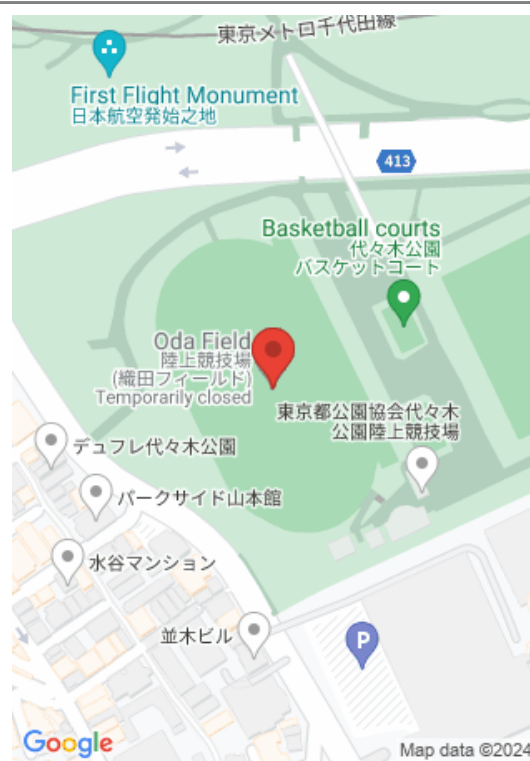 東京メトロ千代田線
First Flight Monument
日本航空発始之地
413
Basketball courts
代々木公園
バスケットコート
Oda Field
陸上競技場
(織田フィールド)
Temporarily closed
東京都公園協会代々木
公園陸上競技場
デュフレ代々木公園
パークサイド山本館
水谷マンション
並木ビル
P
Google
Map data ©2024